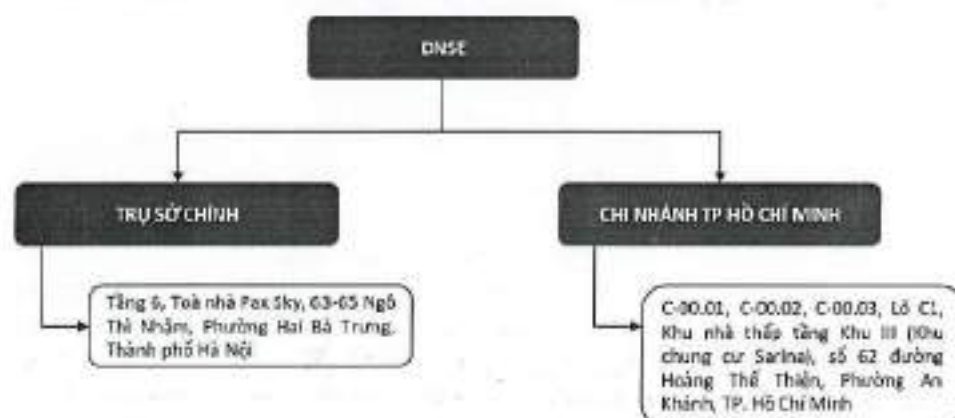 DNSE
TRỤ SỞ CHÍNH
CHI NHÁNH TP HỒ CHÍ MINH
Tầng 6, Toà nhà Pax Sky, 63-65 Ngô
Thì Nhậm, Phường Hai Bà Trưng,
Thành phố Hà Nội
C-00.01, C-00.02, C-00.03, Lô C1,
Khu nhà thấp tầng Khu III (Khu
chung cư Sarina), số 62 đường
Hoàng Thế Thiện, Phường An
Khánh, TP. Hồ Chí Minh